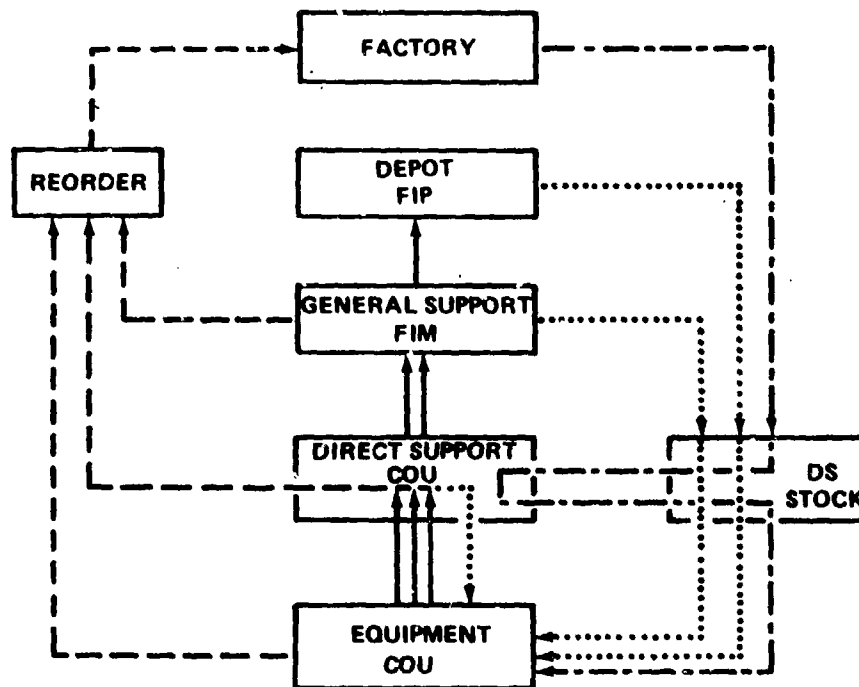 FACTORY
REORDER
DEPOT
FIP
GENERAL SUPPORT
FIM
DIRECT SUPPORT
COU
DS
STOCK
EQUIPMENT
COU